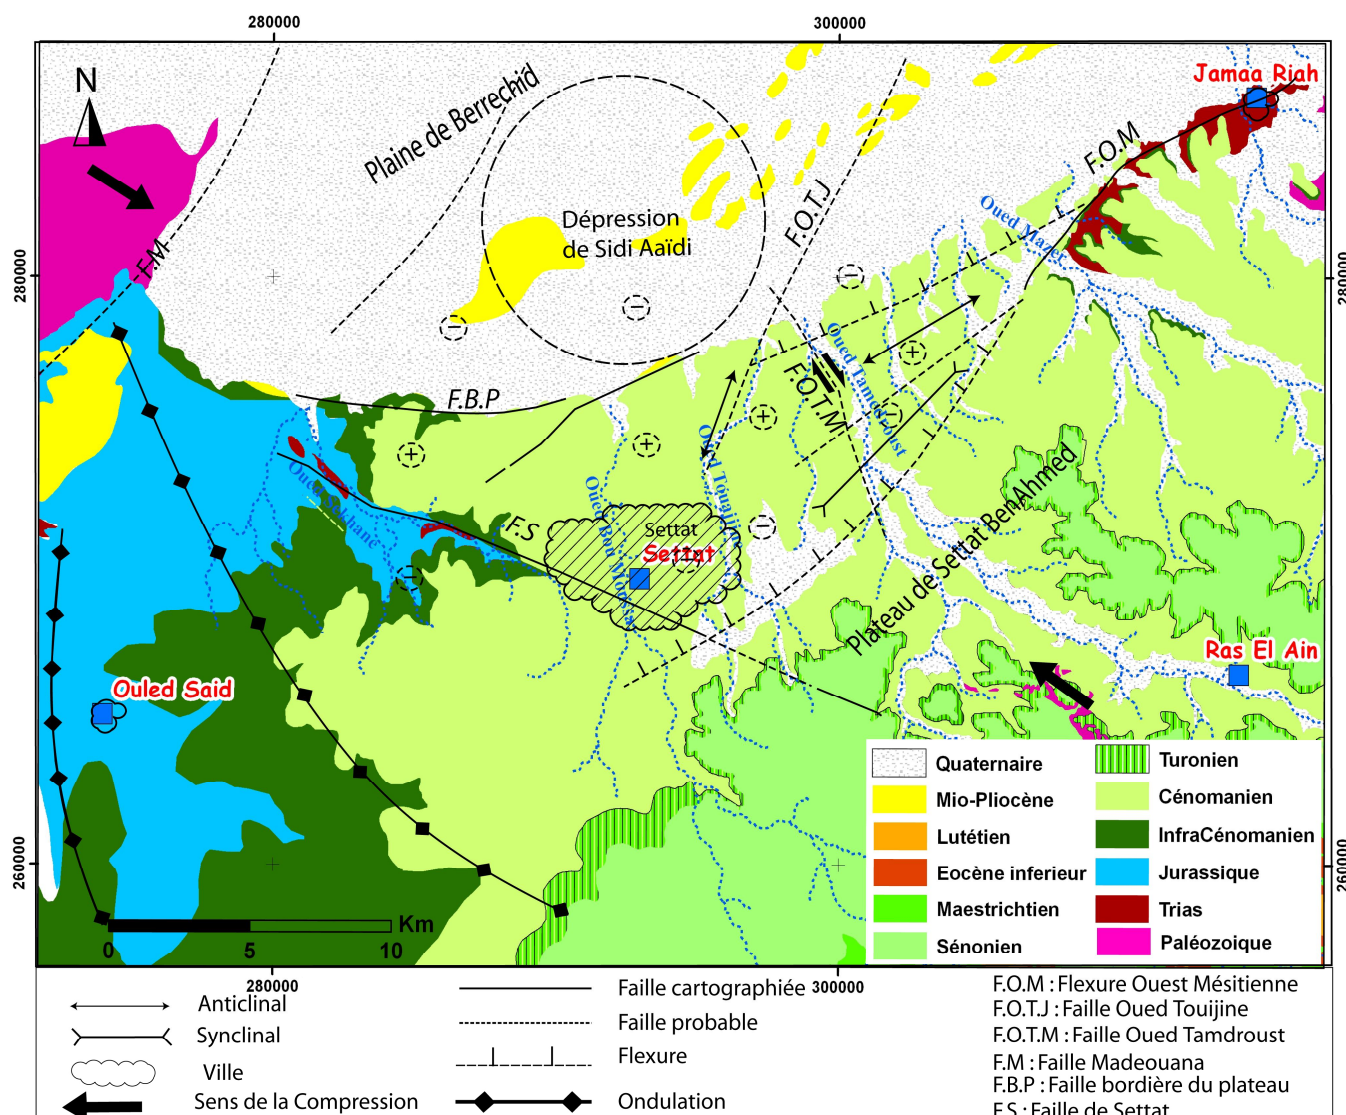 280000
300000
N
Jamaa Riah
Plaine de Berrechid
F.O.M
F.O.T.J
Oued Mazer
Dépression
de Sidi Aaïdi
F.M
280000
280000
Oued Tamedroust
F.O.T.M
F.B.P
Oued Touijine
Oued Bou Moussa
F.S
Settat
Settat
Plateau de Settat BenAhmed
Ras El Ain
Ouled Said
260000
260000
Km
0
5
10
Quaternaire
Mio-Pliocène
Lutétien
Eocène inferieur
Maestrichtien
Sénonien
Turonien
Cénomanien
InfraCénomanien
Jurassique
Trias
Paléozoique
280000
300000
Anticlinal
Synclinal
Ville
Sens de la Compression
Faille cartographiée
Faille probable
Flexure
Ondulation
F.O.M : Flexure Ouest Mésitienne
F.O.T.J : Faille Oued Touijine
F.O.T.M : Faille Oued Tamdroust
F.M : Faille Madeouana
F.B.P : Faille bordière du plateau
F.S : Faille de Settat